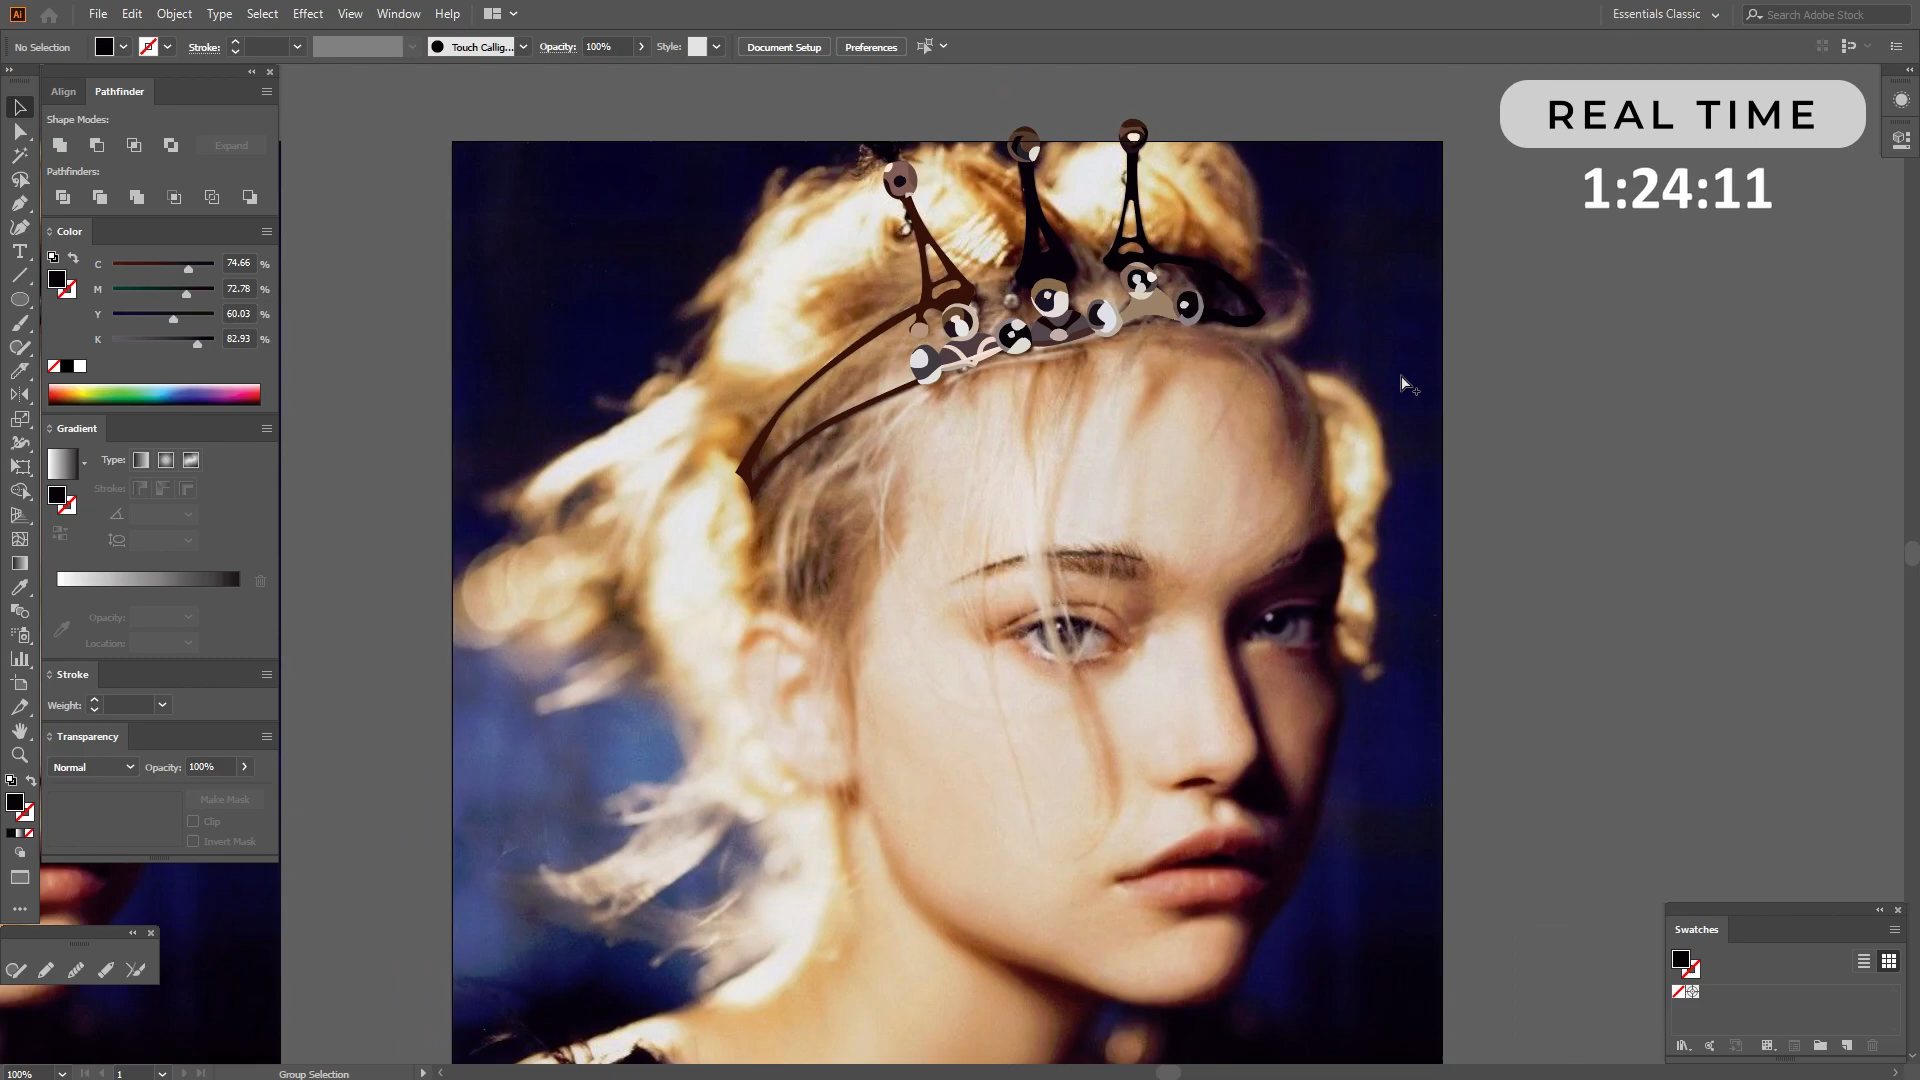 Ai File Edit Object Type Select Effect View Window Help Essentials Classic Search Adobe Stock
No Selection Stroke: Touch Callig... Opacity: 100% Style: Document Setup Preferences
Align Pathfinder
Shape Modes:
Expand
Pathfinders:
Color
C 74.66 %
M 72.78 %
Y 60.03 %
K 82.93 %
Gradient
Type:
Stroke:
Opacity:
Location:
Stroke
Weight:
Transparency
Normal Opacity: 100%
Make Mask
Clip
Invert Mask
REAL TIME
1:24:11
Swatches
100% 1 Group Selection